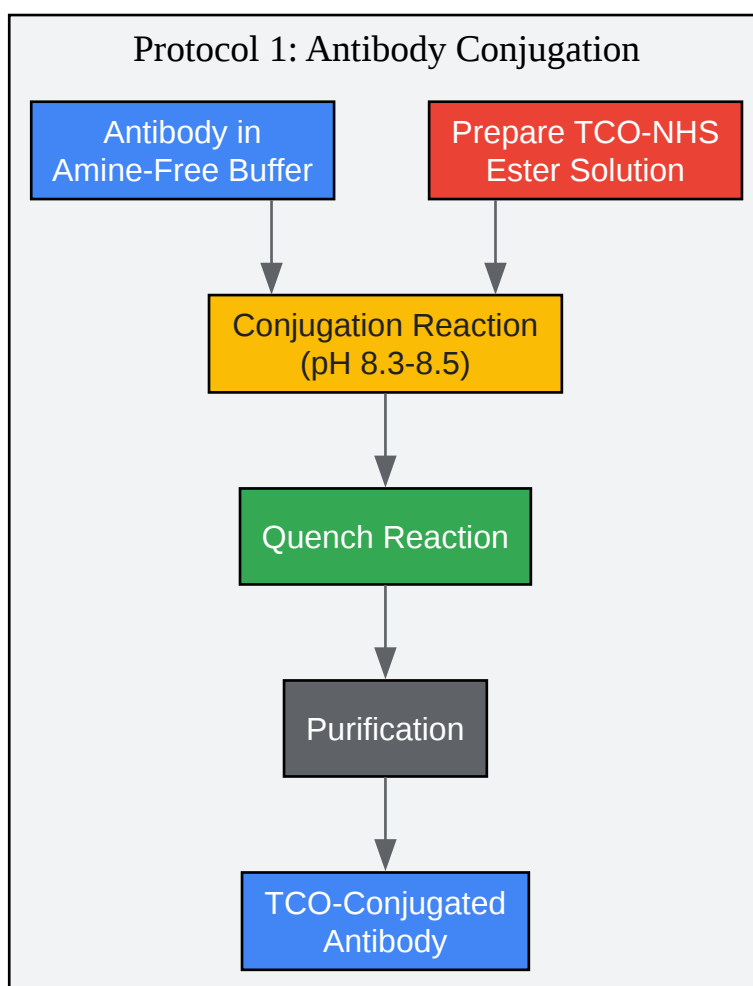 Protocol 1: Antibody Conjugation
Antibody in
Amine-Free Buffer
Prepare TCO-NHS
Ester Solution
Conjugation Reaction
(pH 8.3-8.5)
Quench Reaction
Purification
TCO-Conjugated
Antibody